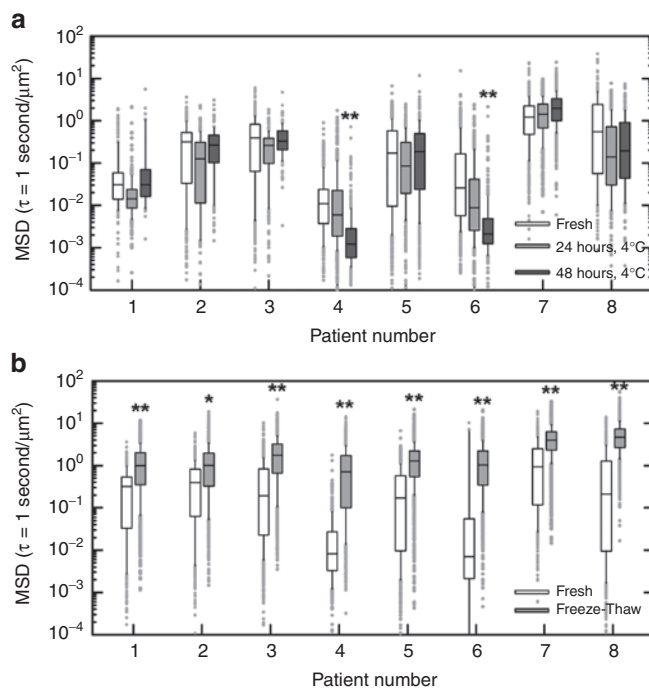 a
MSD (τ = 1 second/μm²)
10²
10¹
10⁰
10⁻¹
10⁻²
10⁻³
10⁻⁴
**
**
Fresh
24 hours, 4°C
48 hours, 4°C
1 2 3 4 5 6 7 8
Patient number
b
MSD (τ = 1 second/μm²)
10²
10¹
10⁰
10⁻¹
10⁻²
10⁻³
10⁻⁴
** * ** ** ** ** ** **
Fresh
Freeze-Thaw
1 2 3 4 5 6 7 8
Patient number